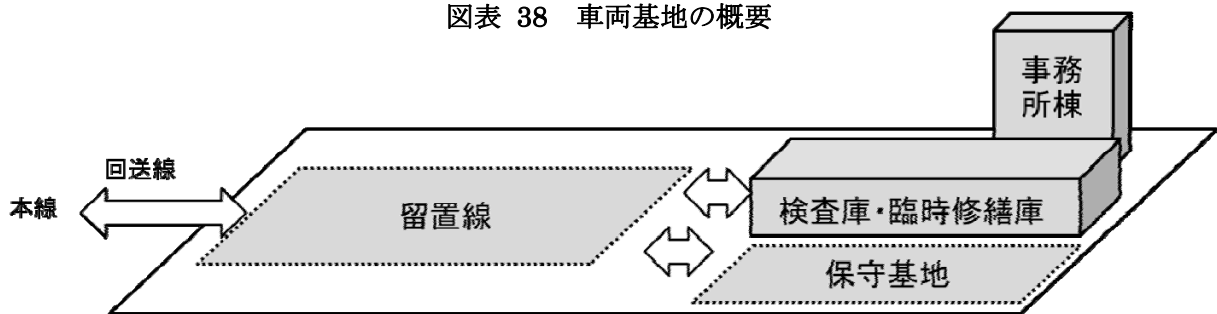 図表 38 車両基地の概要
事務
所棟
回送線
本線
留置線
検査庫・臨時修繕庫
保守基地